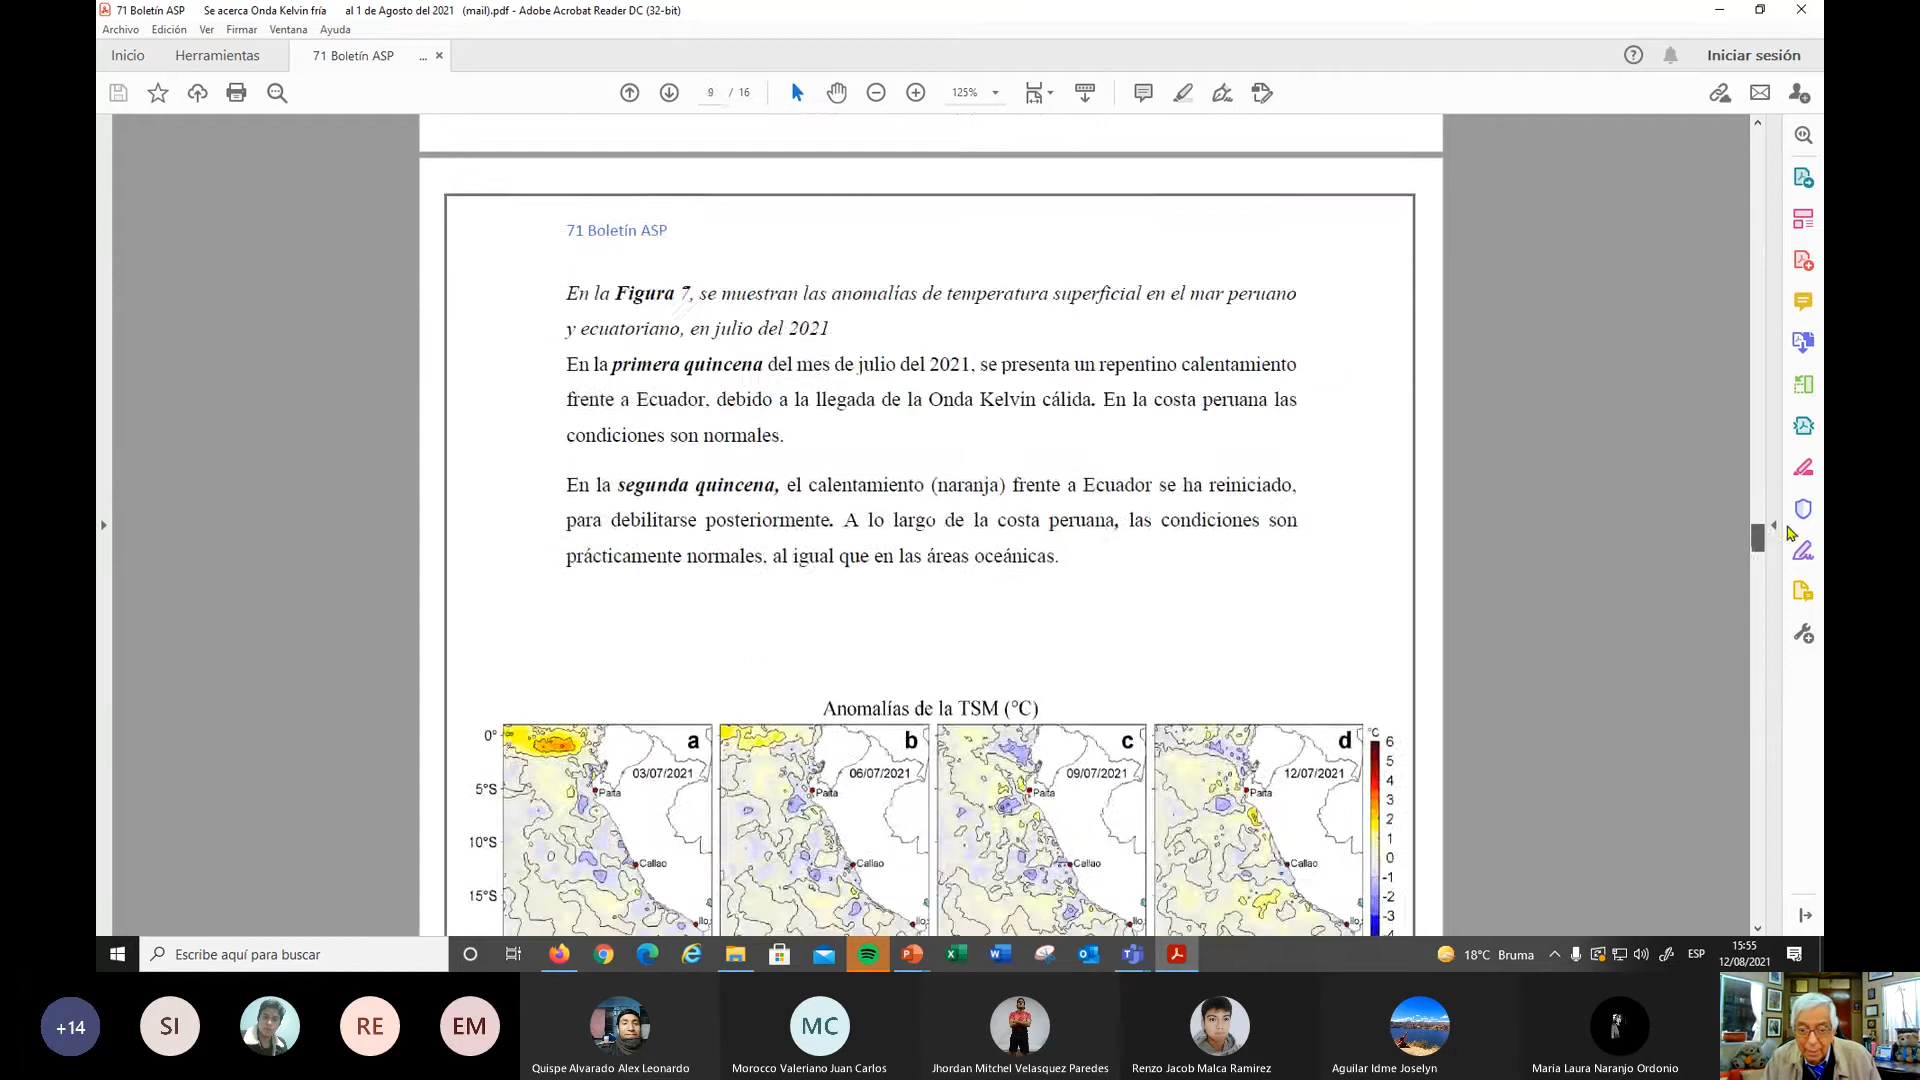 71 Boletín ASP Se acerca Onda Kelvin fría al 1 de Agosto del 2021 (mail).pdf - Adobe Acrobat Reader DC (32-bit)
Archivo Edición Ver Firmar Ventana Ayuda
Inicio Herramientas 71 Boletín ASP ... ×
Iniciar sesión
9 / 16 125%
71 Boletín ASP
En la Figura 7, se muestran las anomalías de temperatura superficial en el mar peruano
y ecuatoriano, en julio del 2021
En la primera quincena del mes de julio del 2021, se presenta un repentino calentamiento
frente a Ecuador, debido a la llegada de la Onda Kelvin cálida. En la costa peruana las
condiciones son normales.
En la segunda quincena, el calentamiento (naranja) frente a Ecuador se ha reiniciado,
para debilitarse posteriormente. A lo largo de la costa peruana, las condiciones son
prácticamente normales, al igual que en las áreas oceánicas.
Anomalías de la TSM (°C)
0° a b c d °C
03/07/2021 06/07/2021 09/07/2021 12/07/2021
5°S Paita Paita Paita Paita
10°S
Callao Callao Callao Callao
15°S
6
5
4
3
2
1
0
-1
-2
-3
Escribe aquí para buscar
18°C Bruma ESP 15:55
12/08/2021
+14 SI RE EM MC
Quispe Alvarado Alex Leonardo Morocco Valeriano Juan Carlos Jhordan Mitchel Velasquez Paredes Renzo Jacob Malca Ramirez Aguilar Idme Joselyn Maria Laura Naranjo Ordonio